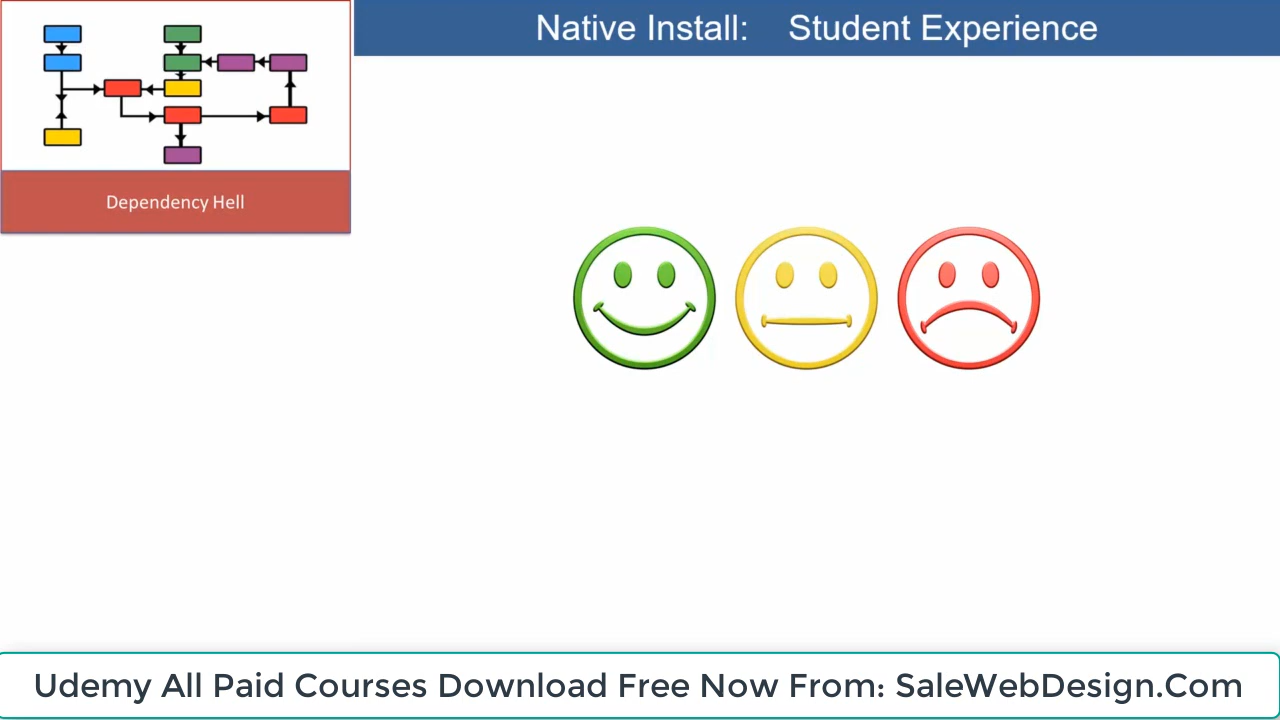 Native Install: Student Experience
Dependency Hell
Udemy All Paid Courses Download Free Now From: SaleWebDesign.Com